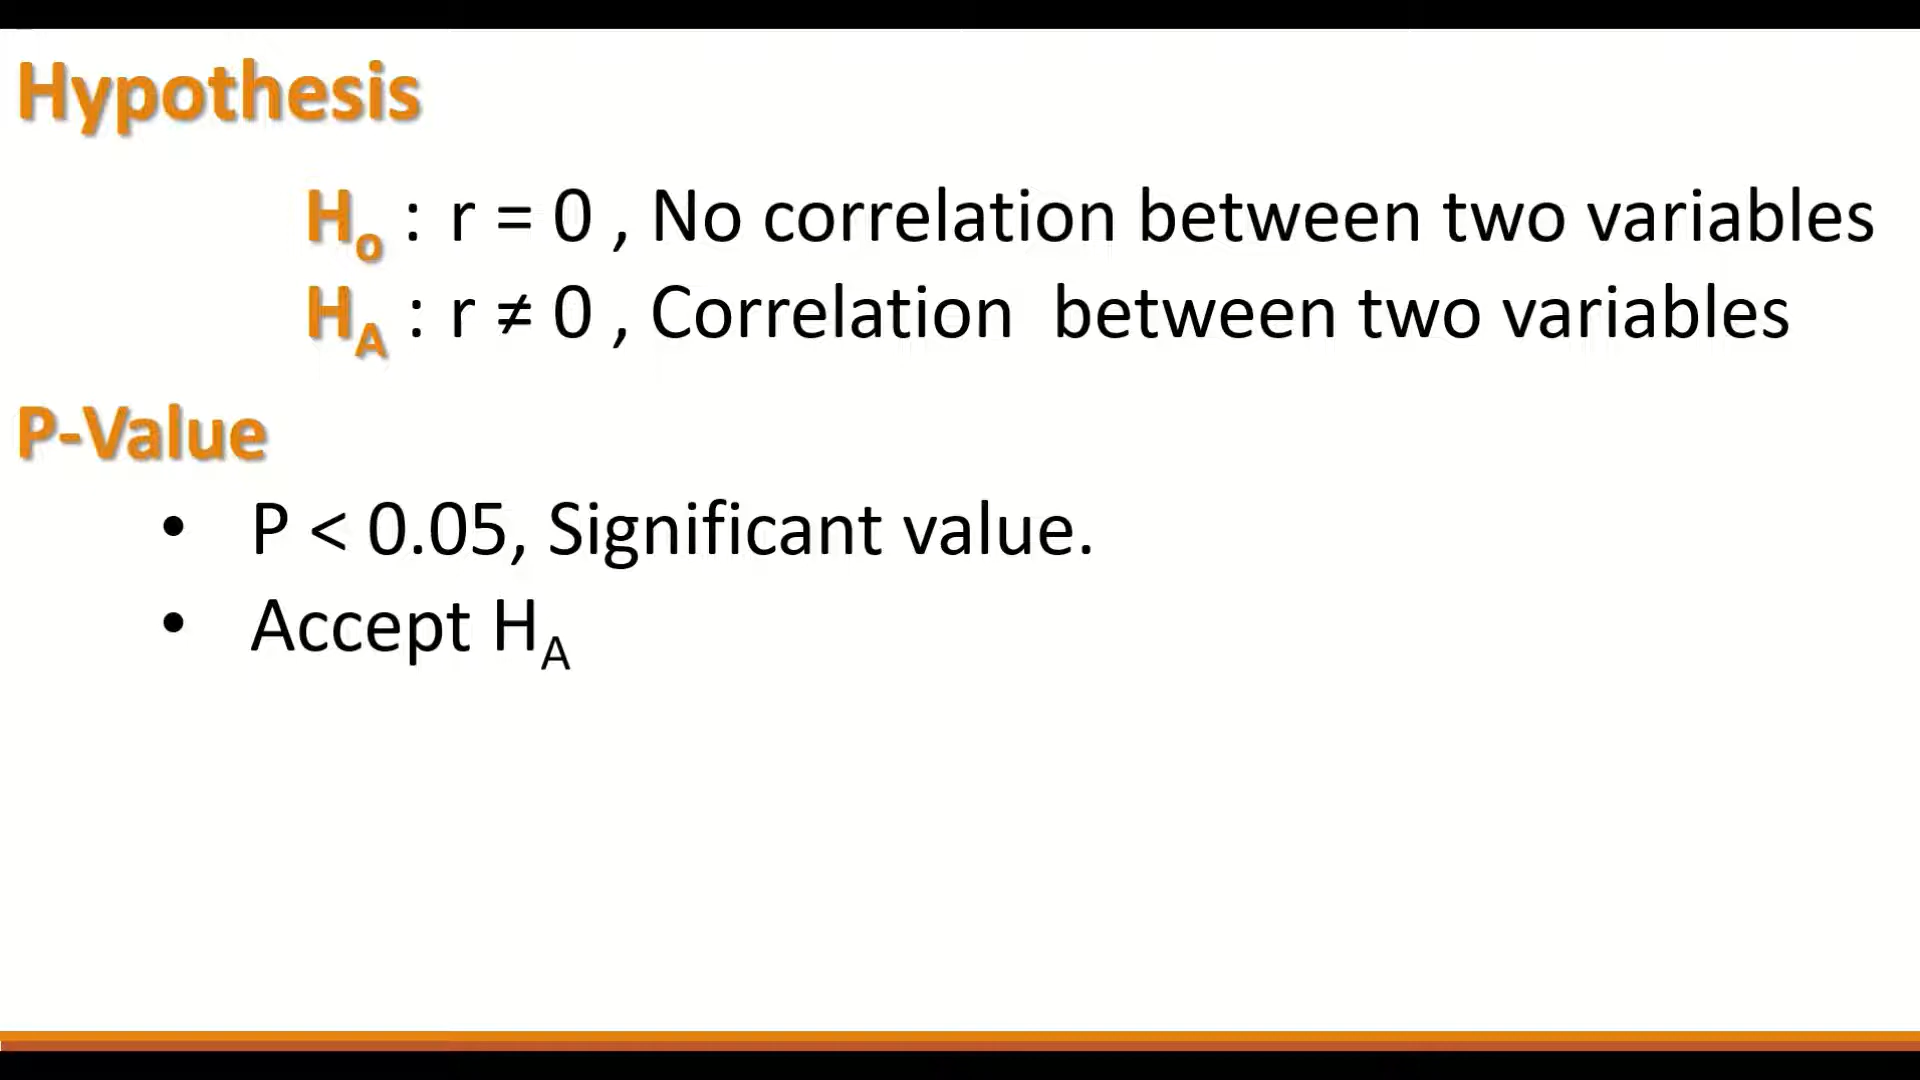 Hypothesis
Ho : r = 0 , No correlation between two variables
HA : r ≠ 0 , Correlation between two variables
P-Value
• P < 0.05, Significant value.
• Accept HA